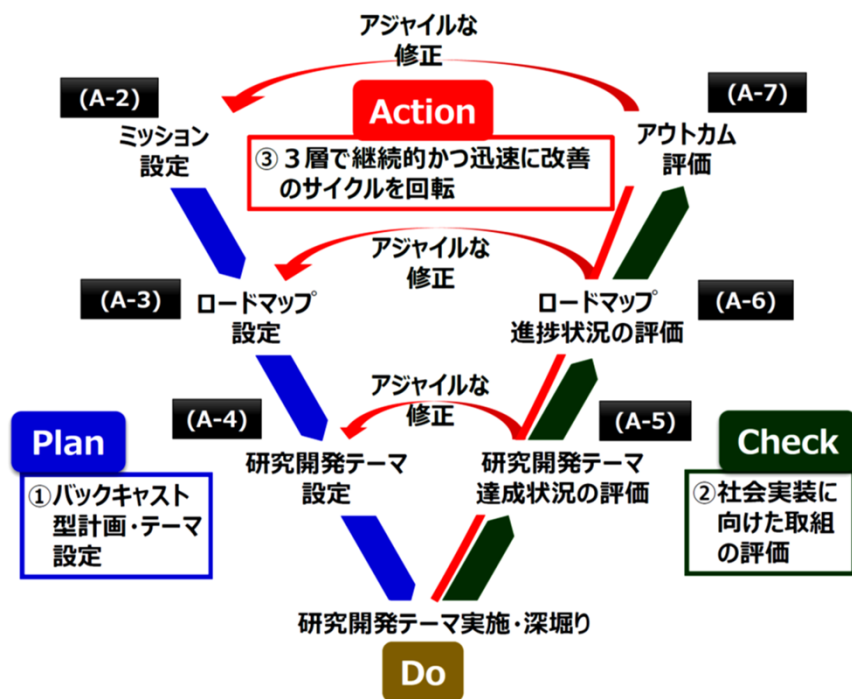 アジャイルな
修正
(A-2)
Action
(A-7)
ミッション
設定
③３層で継続的かつ迅速に改善
のサイクルを回転
アウトカム
評価
アジャイルな
修正
(A-3)
ロードマップ
設定
ロードマップ
進捗状況の評価
(A-6)
アジャイルな
修正
(A-4)
(A-5)
Plan
Check
研究開発テーマ
設定
研究開発テーマ
達成状況の評価
①バックキャスト
型計画・テーマ
設定
②社会実装に
向けた取組
の評価
研究開発テーマ実施・深堀り
Do